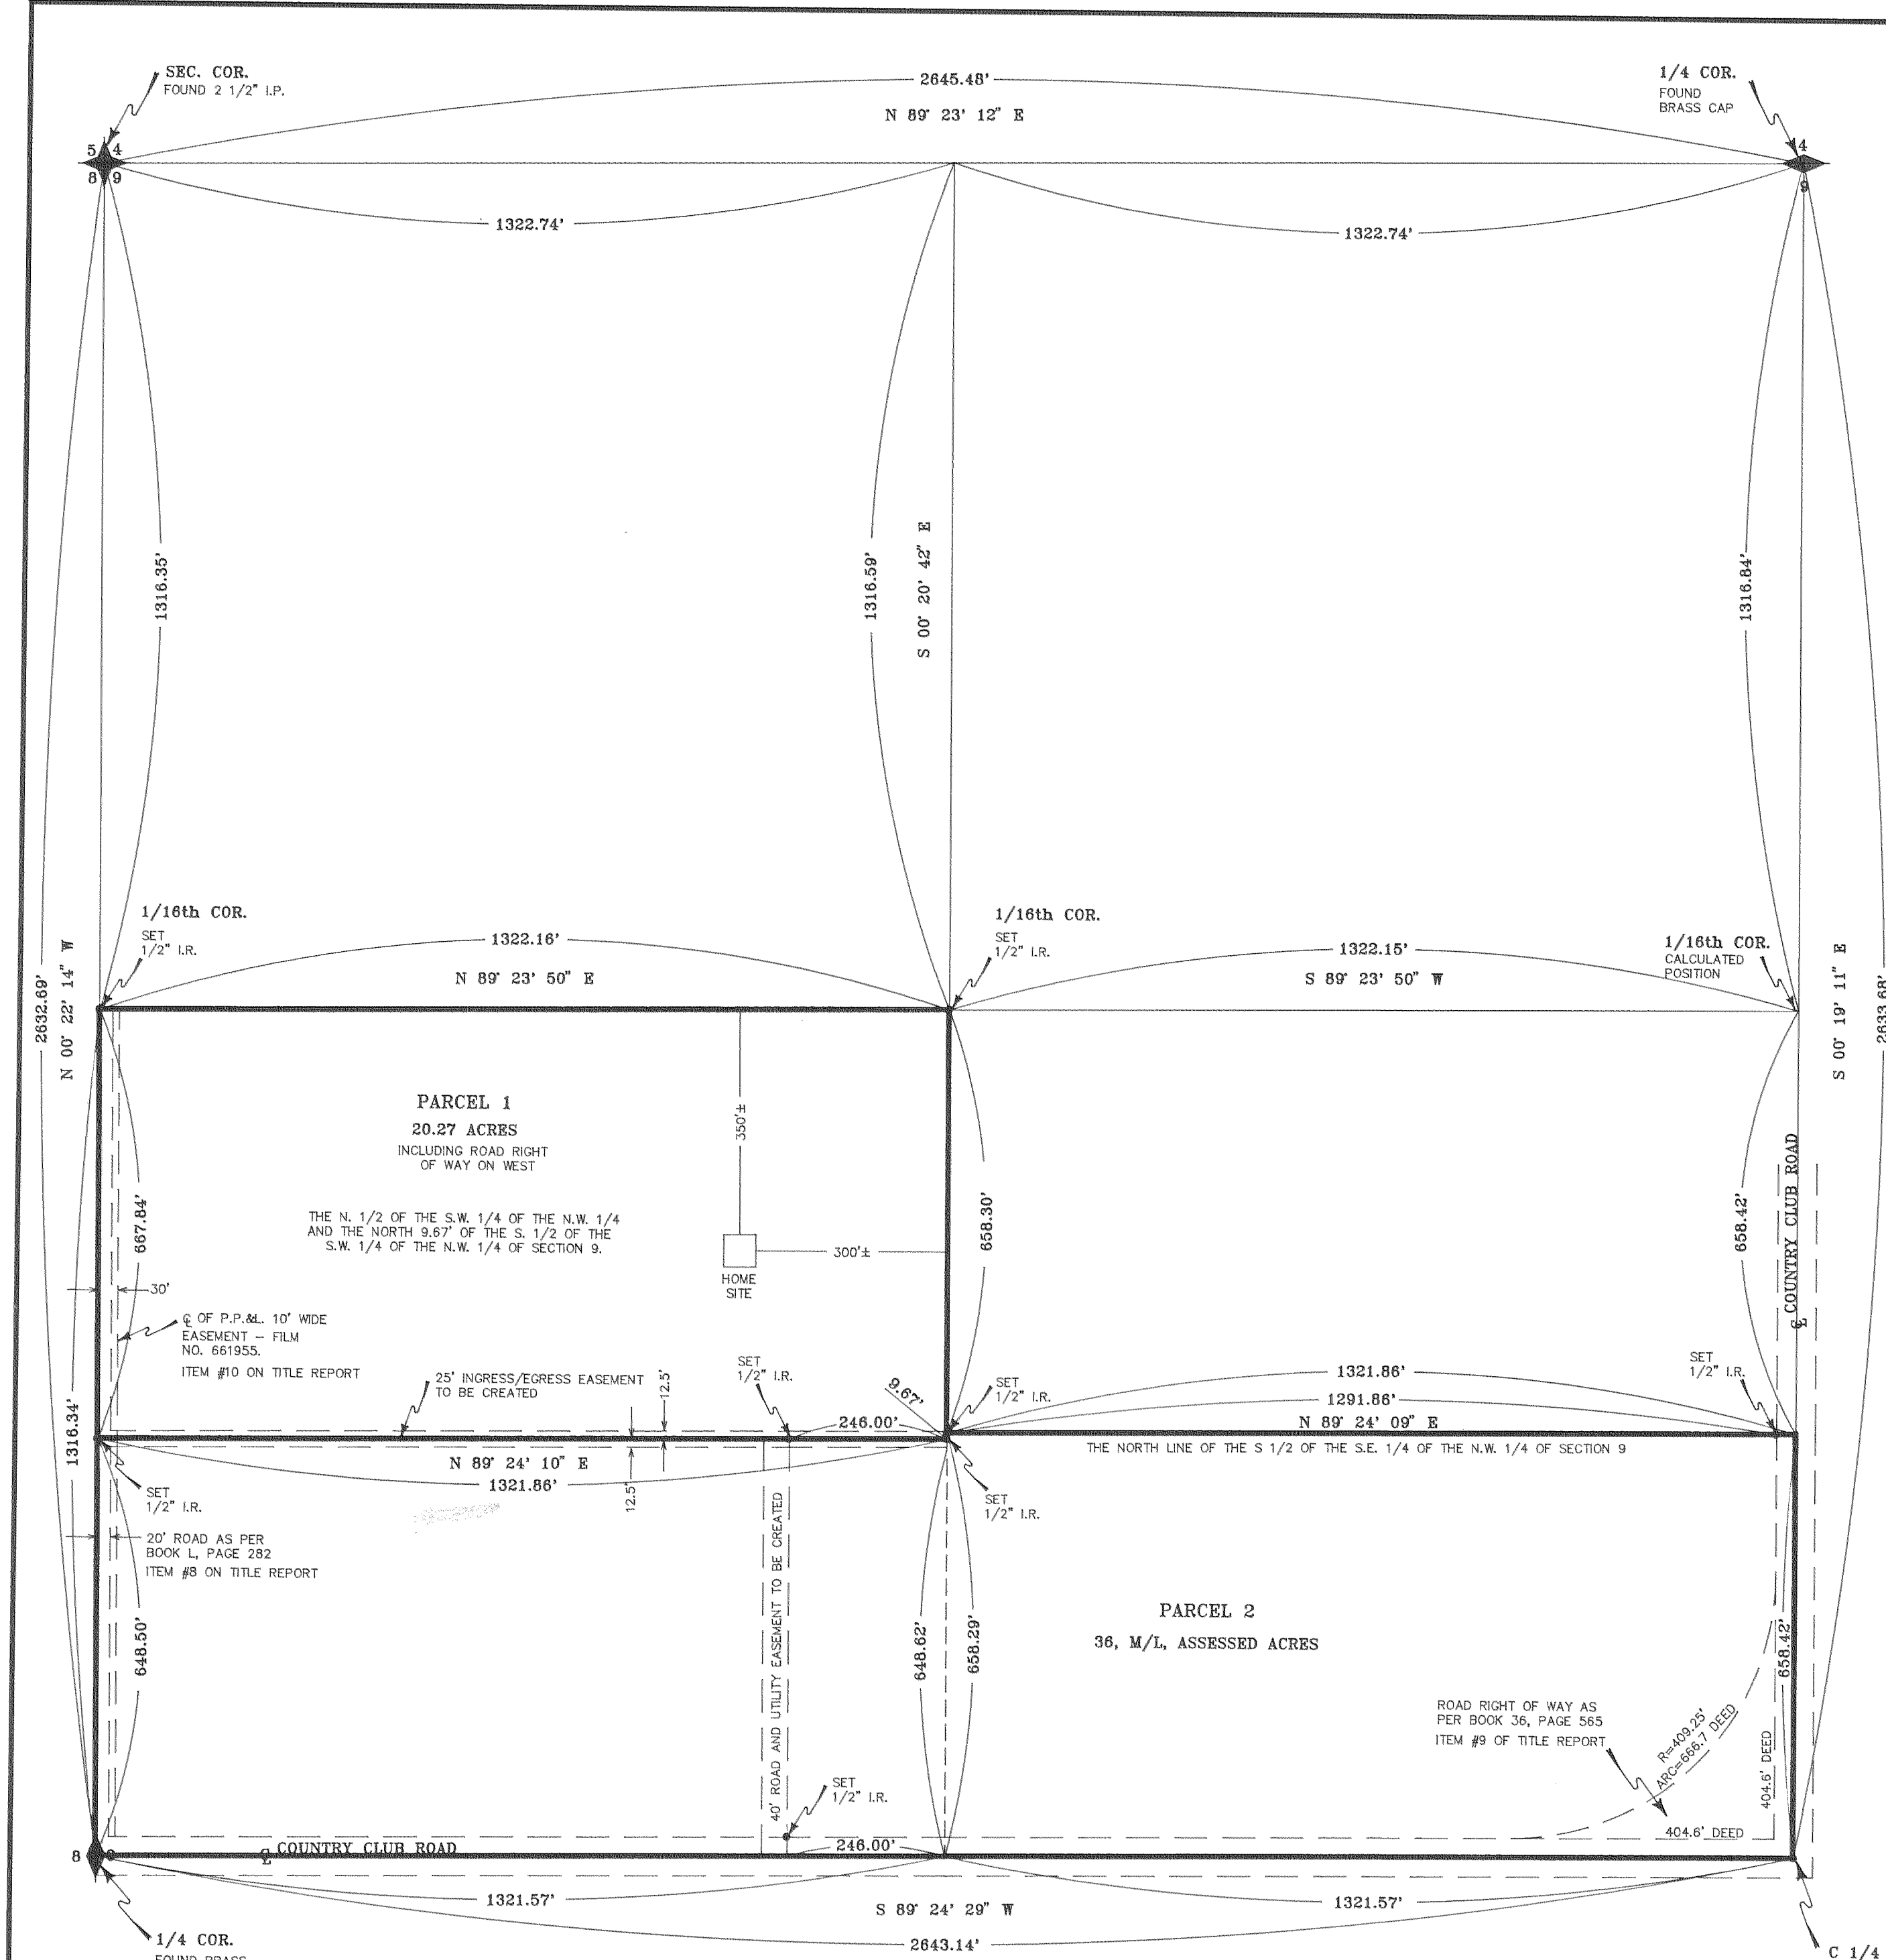 SEC. COR.
FOUND 2 1/2" I.P.
2645.48'
N 89° 23' 12" E
1/4 COR.
FOUND
BRASS CAP
5 4
8 9
4
9
1322.74'
1322.74'
1316.35'
1316.59'
S 00° 20' 42" E
1316.84'
2632.69'
N 00° 22' 14" W
S 00° 19' 11" E
2633.68'
1/16th COR.
SET
1/2" I.R.
1322.16'
N 89° 23' 50" E
1/16th COR.
SET
1/2" I.R.
1322.15'
S 89° 23' 50" W
1/16th COR.
CALCULATED
POSITION
PARCEL 1
20.27 ACRES
INCLUDING ROAD RIGHT
OF WAY ON WEST
THE N. 1/2 OF THE S.W. 1/4 OF THE N.W. 1/4
AND THE NORTH 9.67' OF THE S. 1/2 OF THE
S.W. 1/4 OF THE N.W. 1/4 OF SECTION 9.
350'±
300'±
HOME
SITE
667.84'
658.30'
658.42'
COUNTRY CLUB ROAD
℄
30'
℄ OF P.P.&L. 10' WIDE
EASEMENT – FILM
NO. 661955.
ITEM #10 ON TITLE REPORT
25' INGRESS/EGRESS EASEMENT
TO BE CREATED
12.5'
SET
1/2" I.R.
9.67'
246.00'
SET
1/2" I.R.
1321.86'
1291.86'
N 89° 24' 09" E
SET
1/2" I.R.
THE NORTH LINE OF THE S 1/2 OF THE S.E. 1/4 OF THE N.W. 1/4 OF SECTION 9
1316.34'
N 89° 24' 10" E
1321.86'
12.5'
SET
1/2" I.R.
SET
1/2" I.R.
20' ROAD AS PER
BOOK L, PAGE 282
ITEM #8 ON TITLE REPORT
648.50'
40' ROAD AND UTILITY EASEMENT TO BE CREATED
648.62'
658.29'
PARCEL 2
36, M/L, ASSESSED ACRES
658.42'
ROAD RIGHT OF WAY AS
PER BOOK 36, PAGE 565
ITEM #9 OF TITLE REPORT
R=409.25'
ARC=666.7 DEED
404.6' DEED
404.6' DEED
SET
1/2" I.R.
8 9
℄ COUNTRY CLUB ROAD
246.00'
1321.57'
S 89° 24' 29" W
1321.57'
2643.14'
1/4 COR.
FOUND BRASS
C 1/4